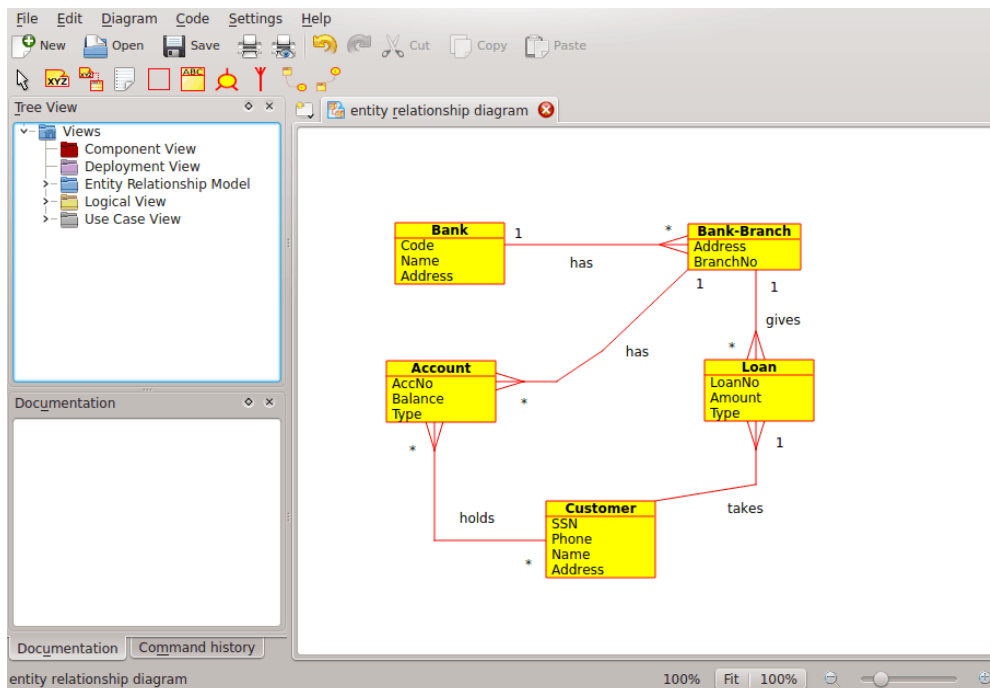 File Edit Diagram Code Settings Help
New Open Save Cut Copy Paste
XYZ XYZ ABC
Tree View
entity relationship diagram
Views
Component View
Deployment View
Entity Relationship Model
Logical View
Use Case View
Bank
Code
Name
Address
1
*
has
Bank-Branch
Address
BranchNo
1
1
gives
*
has
Account
AccNo
Balance
Type
*
*
Loan
LoanNo
Amount
Type
1
takes
holds
*
Customer
SSN
Phone
Name
Address
Documentation
Documentation Command history
entity relationship diagram 100% Fit 100%